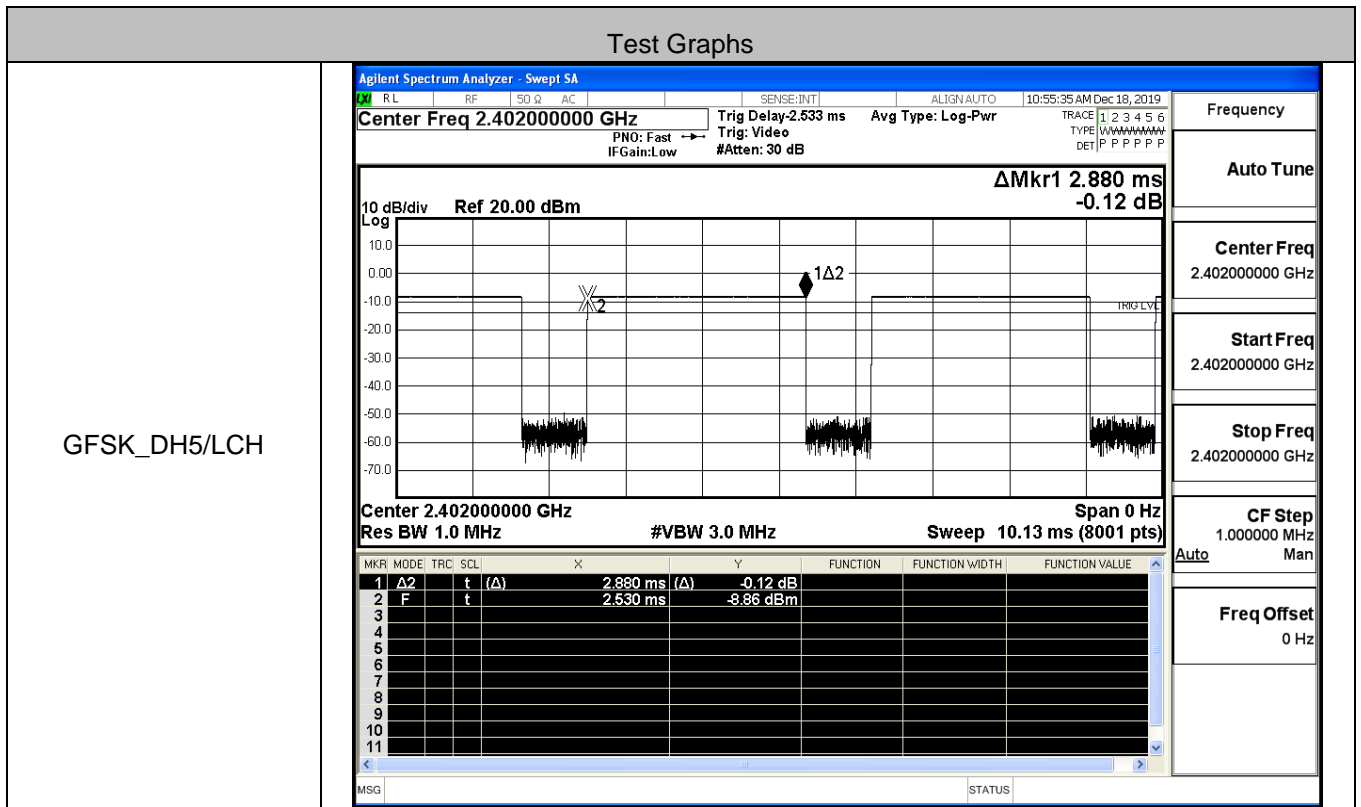 Test Graphs
GFSK_DH5/LCH
Agilent Spectrum Analyzer - Swept SA
LXI RL RF 50 Ω AC SENSE:INT ALIGN AUTO 10:55:35 AM Dec 18, 2019
Center Freq 2.402000000 GHz
PNO: Fast
IFGain:Low
Trig Delay-2.533 ms
Trig: Video
#Atten: 30 dB
Avg Type: Log-Pwr
TRACE 1 2 3 4 5 6
TYPE WWWWWW
DET P P P P P P
ΔMkr1 2.880 ms
-0.12 dB
10 dB/div Ref 20.00 dBm
Log
10.0
0.00
-10.0
-20.0
-30.0
-40.0
-50.0
-60.0
-70.0
1Δ2
2
TRIG LVL
Center 2.402000000 GHz Span 0 Hz
Res BW 1.0 MHz #VBW 3.0 MHz Sweep 10.13 ms (8001 pts)
MKR MODE TRC SCL X Y FUNCTION FUNCTION WIDTH FUNCTION VALUE
1 Δ2 t (Δ) 2.880 ms (Δ) -0.12 dB
2 F t 2.530 ms -8.86 dBm
3
4
5
6
7
8
9
10
11
MSG STATUS
Frequency
Auto Tune
Center Freq
2.402000000 GHz
Start Freq
2.402000000 GHz
Stop Freq
2.402000000 GHz
CF Step
1.000000 MHz
Auto Man
Freq Offset
0 Hz